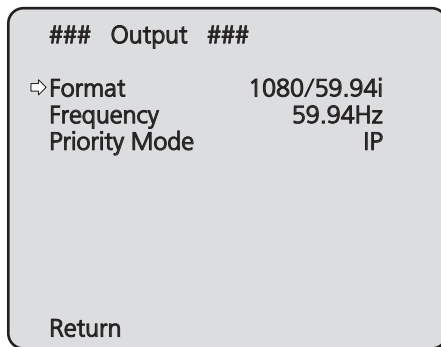 ### Output ###
⇨Format 1080/59.94i
Frequency 59.94Hz
Priority Mode IP
Return